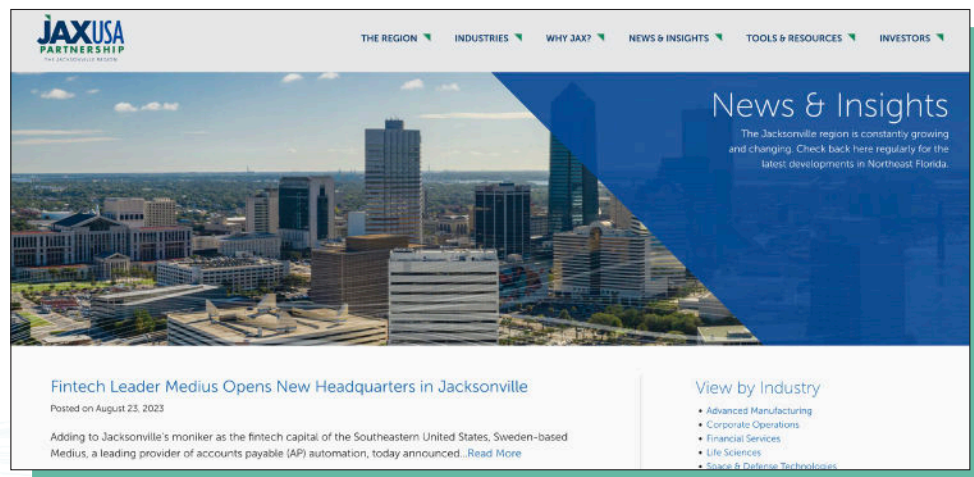 JAXUSA
PARTNERSHIP
THE JACKSONVILLE REGION
THE REGION
INDUSTRIES
WHY JAX?
NEWS & INSIGHTS
TOOLS & RESOURCES
INVESTORS
News & Insights
The Jacksonville region is constantly growing
and changing. Check back here regularly for the
latest developments in Northeast Florida.
Fintech Leader Medius Opens New Headquarters in Jacksonville
Posted on August 23, 2023
Adding to Jacksonville's moniker as the fintech capital of the Southeastern United States, Sweden-based
Medius, a leading provider of accounts payable (AP) automation, today announced...Read More
View by Industry
• Advanced Manufacturing
• Corporate Operations
• Financial Services
• Life Sciences
• Space & Defense Technologies